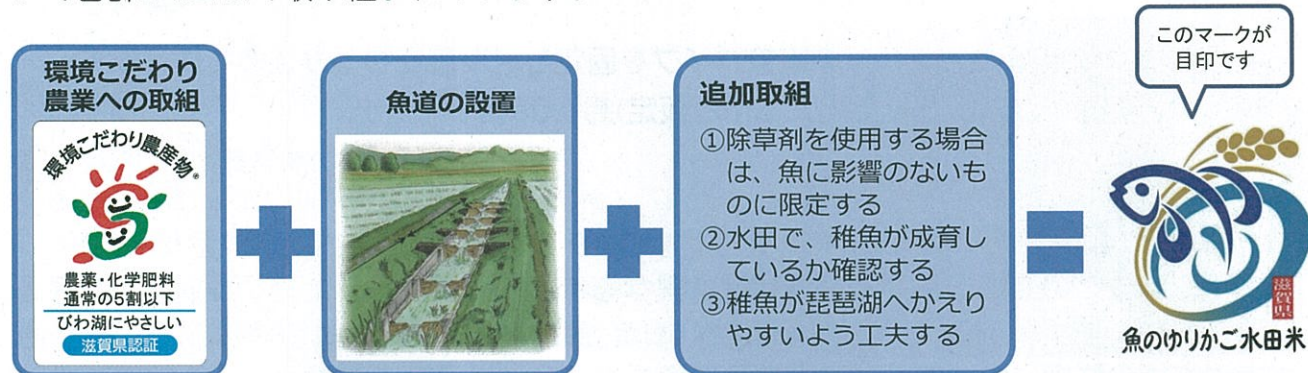 環境こだわり
農業への取組
環境こだわり農産物®
農薬・化学肥料
通常の5割以下
びわ湖にやさしい
滋賀県認証
魚道の設置
追加取組
①除草剤を使用する場合
は、魚に影響のないも
のに限定する
②水田で、稚魚が成育し
ているか確認する
③稚魚が琵琶湖へかえり
やすいよう工夫する
このマークが
目印です
滋賀県
魚のゆりかご水田米